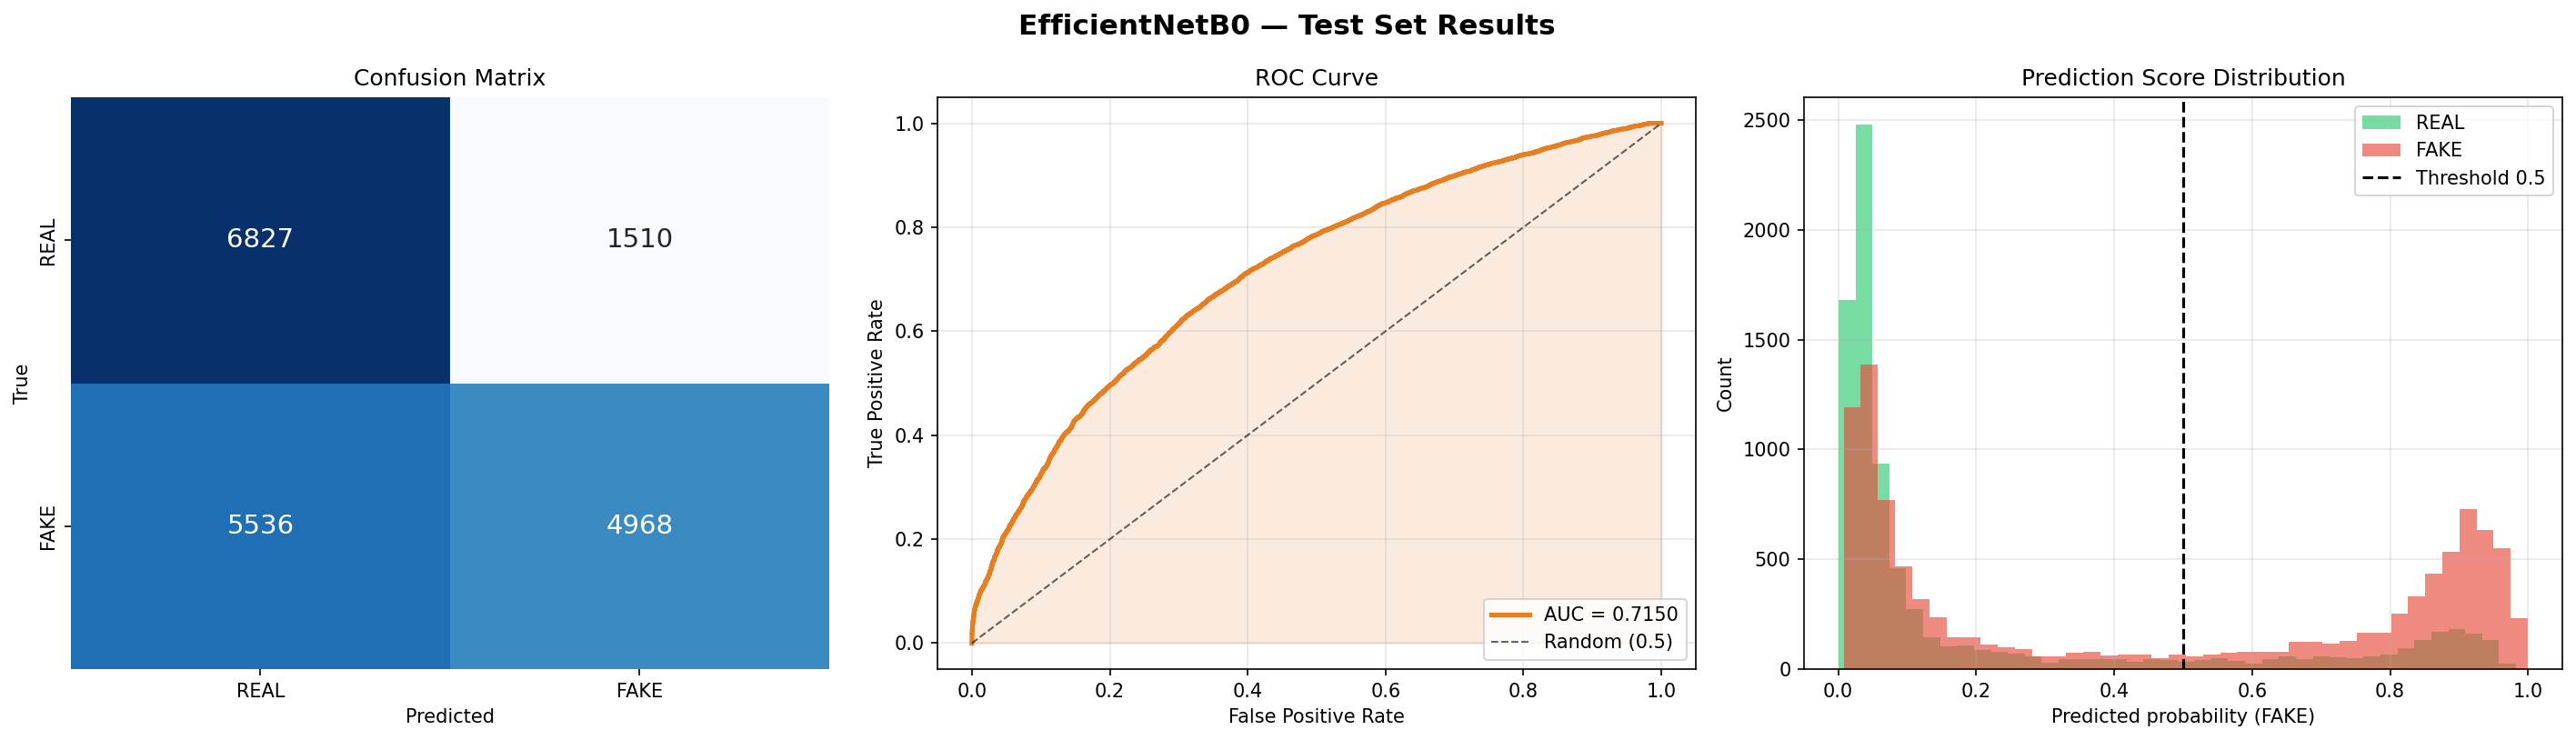 EfficientNetB0 — Test Set Results
Confusion Matrix
True
REAL
FAKE
6827
1510
5536
4968
REAL
FAKE
Predicted
ROC Curve
True Positive Rate
1.0
0.8
0.6
0.4
0.2
0.0
AUC = 0.7150
Random (0.5)
0.0
0.2
0.4
0.6
0.8
1.0
False Positive Rate
Prediction Score Distribution
Count
2500
2000
1500
1000
500
0
REAL
FAKE
Threshold 0.5
0.0
0.2
0.4
0.6
0.8
1.0
Predicted probability (FAKE)